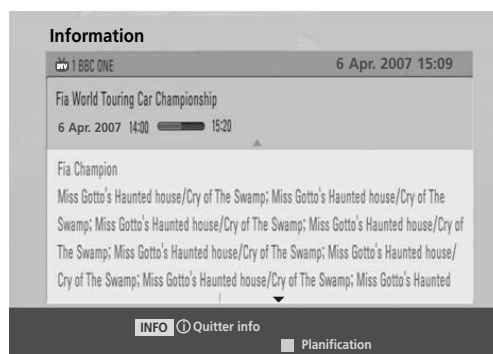 Information
DTV 1 BBC ONE 6 Apr. 2007 15:09
Fia World Touring Car Championship
6 Apr. 2007 14:00 15:20
Fia Champion
Miss Gotto's Haunted house/Cry of The Swamp; Miss Gotto's Haunted house/Cry of The
Swamp; Miss Gotto's Haunted house/Cry of The Swamp; Miss Gotto's Haunted house/Cry of
The Swamp; Miss Gotto's Haunted house/Cry of The Swamp; Miss Gotto's Haunted house/
Cry of The Swamp; Miss Gotto's Haunted house/Cry of The Swamp; Miss Gotto's Haunted
INFO i Quitter info
Planification